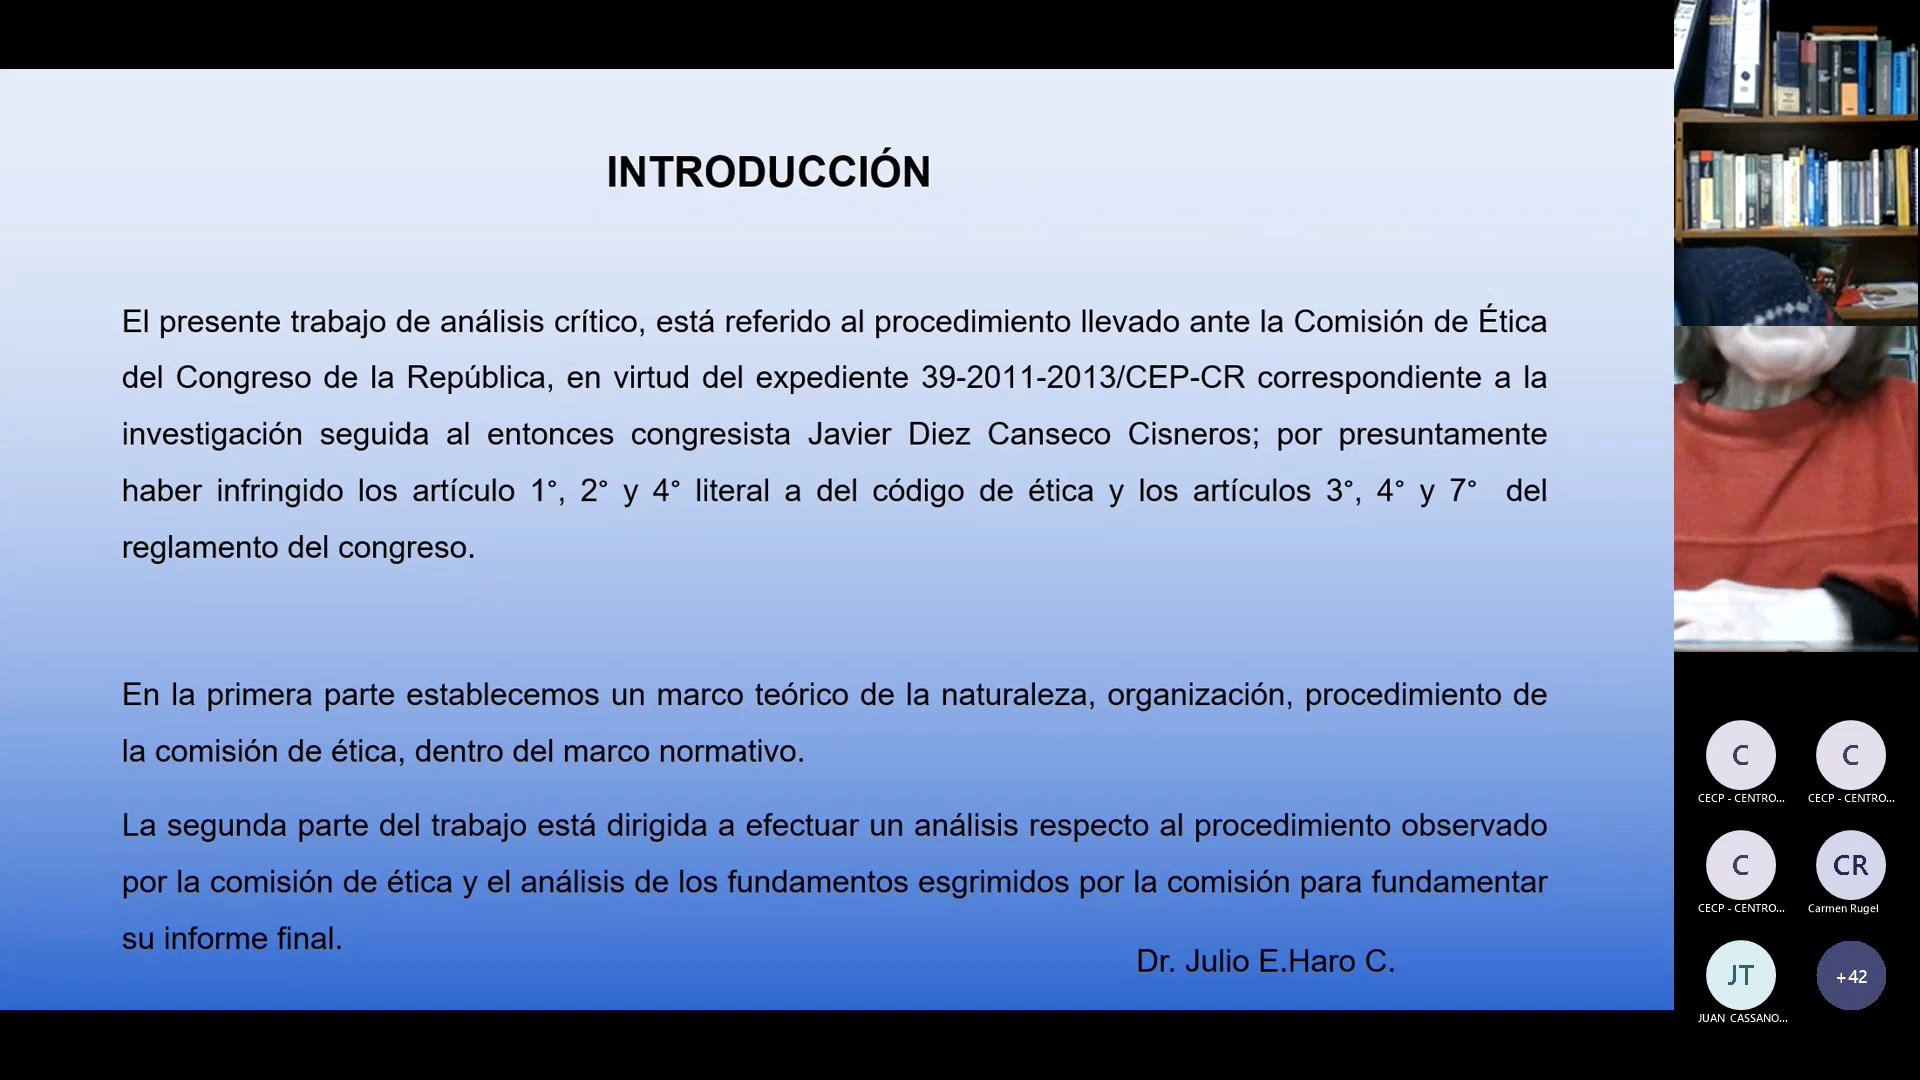 INTRODUCCIÓN
El presente trabajo de análisis crítico, está referido al procedimiento llevado ante la Comisión de Ética
del Congreso de la República, en virtud del expediente 39-2011-2013/CEP-CR correspondiente a la
investigación seguida al entonces congresista Javier Diez Canseco Cisneros; por presuntamente
haber infringido los artículo 1°, 2° y 4° literal a del código de ética y los artículos 3°, 4° y 7° del
reglamento del congreso.
En la primera parte establecemos un marco teórico de la naturaleza, organización, procedimiento de
la comisión de ética, dentro del marco normativo.
La segunda parte del trabajo está dirigida a efectuar un análisis respecto al procedimiento observado
por la comisión de ética y el análisis de los fundamentos esgrimidos por la comisión para fundamentar
su informe final.
Dr. Julio E.Haro C.
C
C
CECP - CENTRO...
CECP - CENTRO...
C
CR
CECP - CENTRO...
Carmen Rugel
JT
+42
JUAN CASSANO...